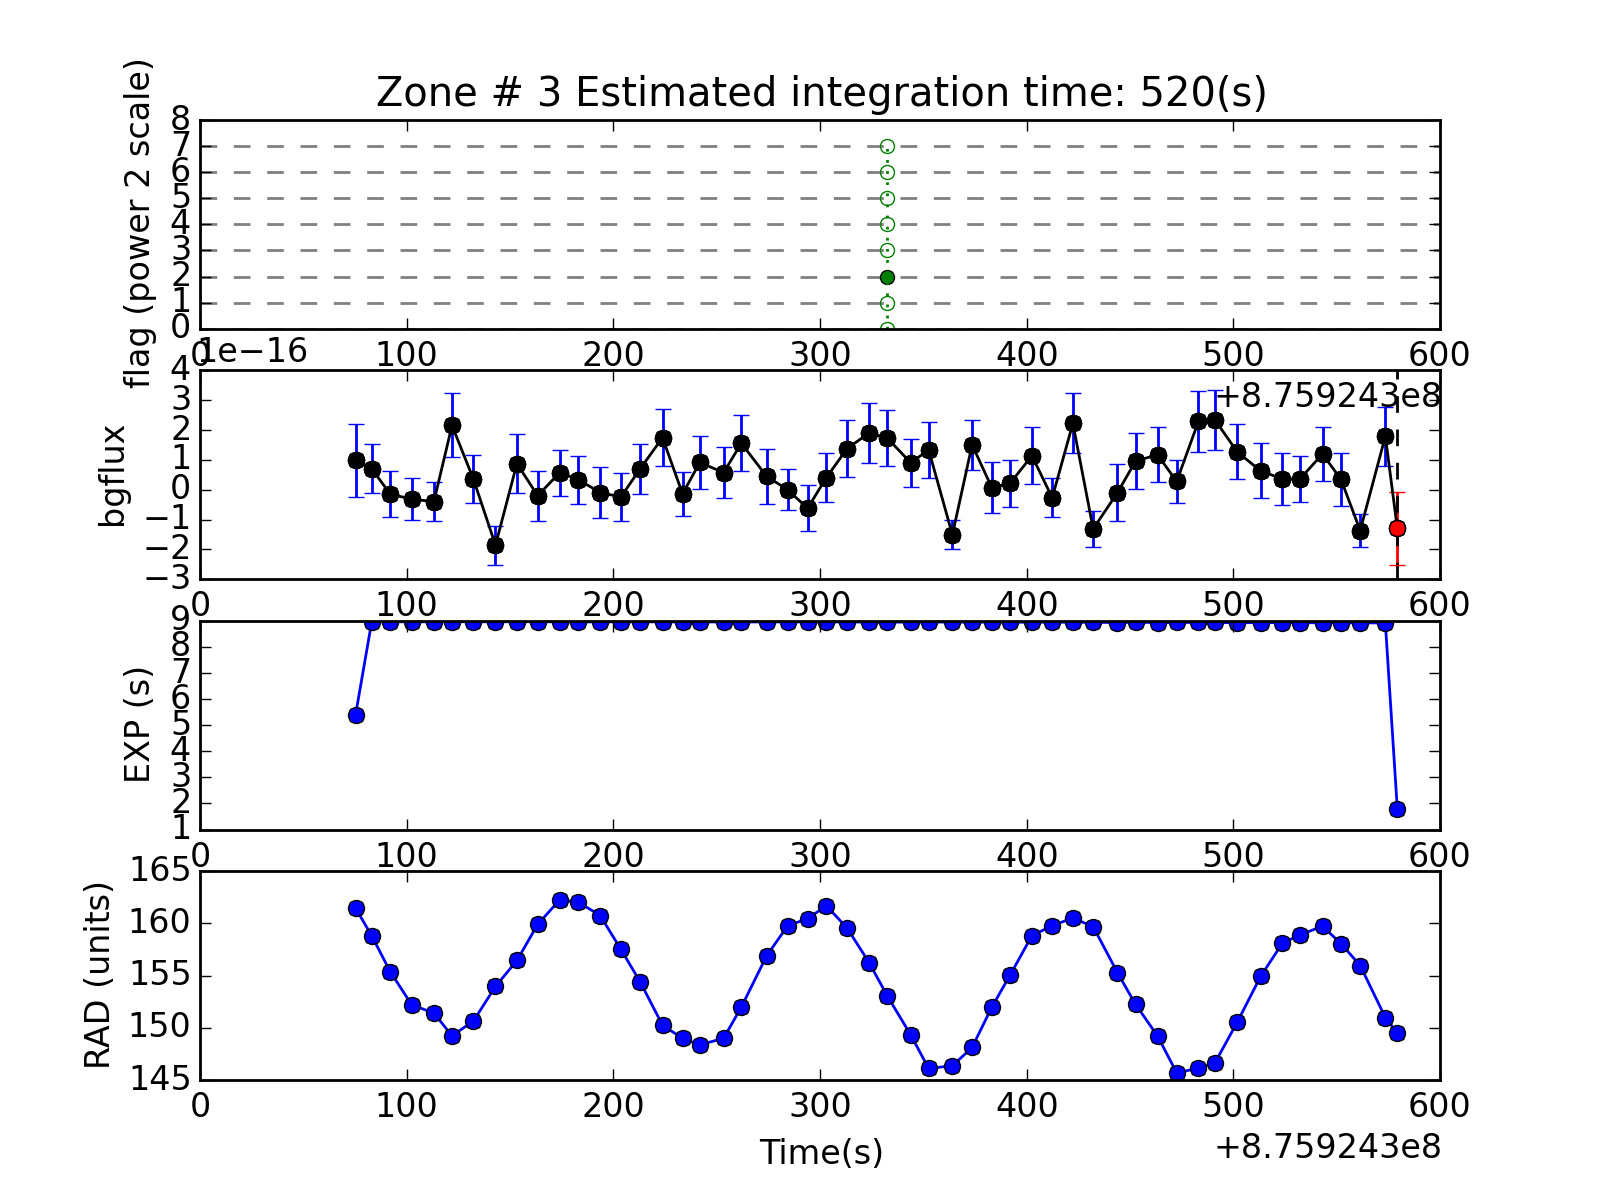 Zone # 3 Estimated integration time: 520(s)
flag (power 2 scale)
8
7
6
5
4
3
2
1
0
0 100 200 300 400 500 600
1e−16
+8.759243e8
bgflux
4
3
2
1
0
−1
−2
−3
0 100 200 300 400 500 600
EXP (s)
9
8
7
6
5
4
3
2
1
0 100 200 300 400 500 600
RAD (units)
165
160
155
150
145
0 100 200 300 400 500 600
Time(s)
+8.759243e8